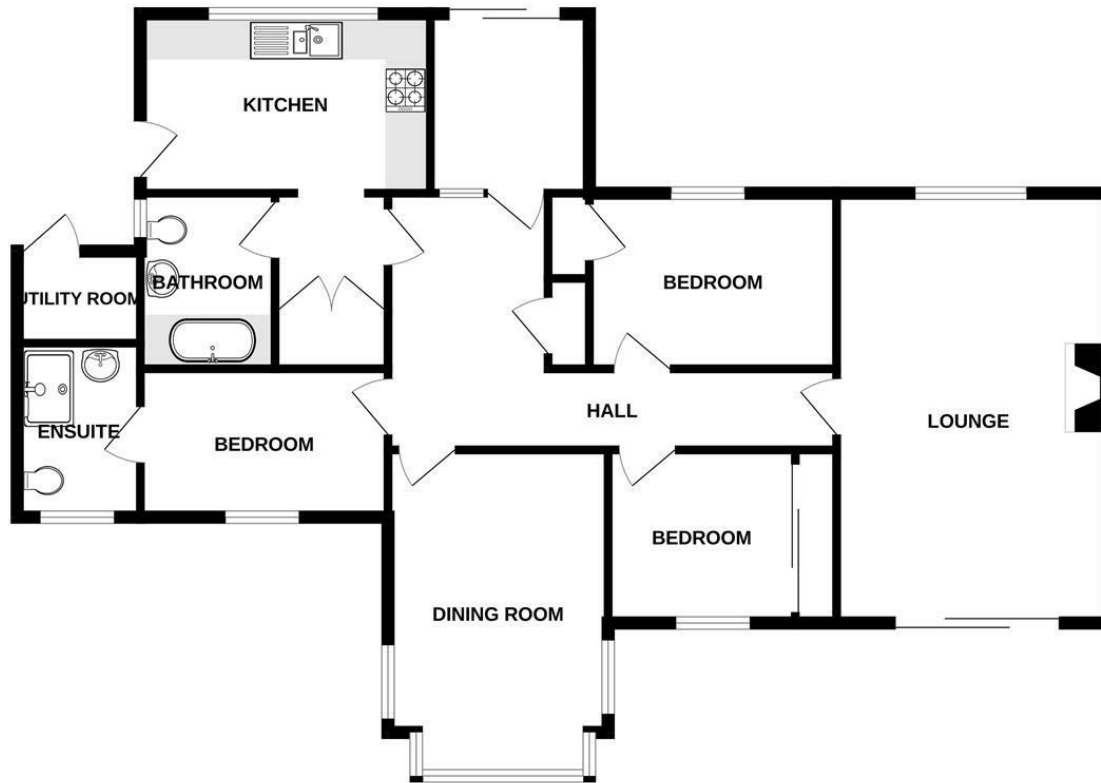 KITCHEN
BATHROOM
BEDROOM
UTILITY ROOM
HALL
LOUNGE
ENSUITE
BEDROOM
BEDROOM
DINING ROOM